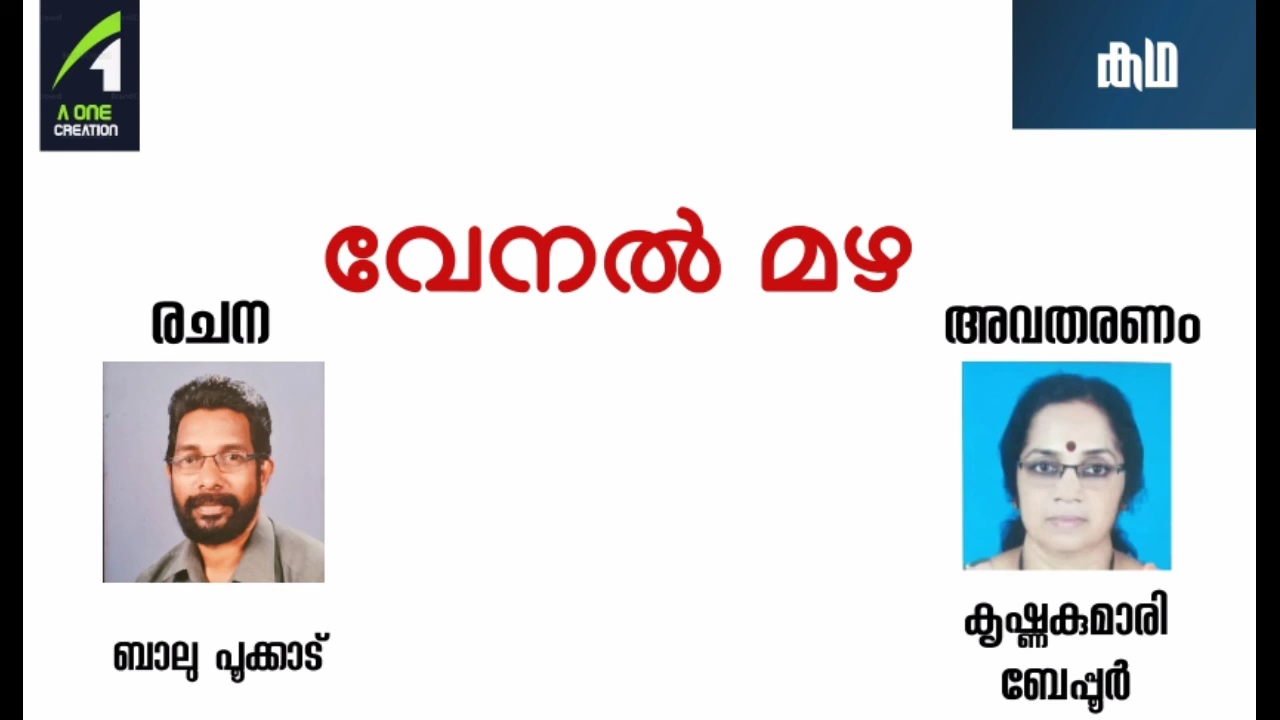 A ONE
CREATION
കഥ
വേനൽ മഴ
രചന
അവതരണം
ബാലു പൂക്കാട്
കൃഷ്ണകുമാരി
ബേപ്പൂർ